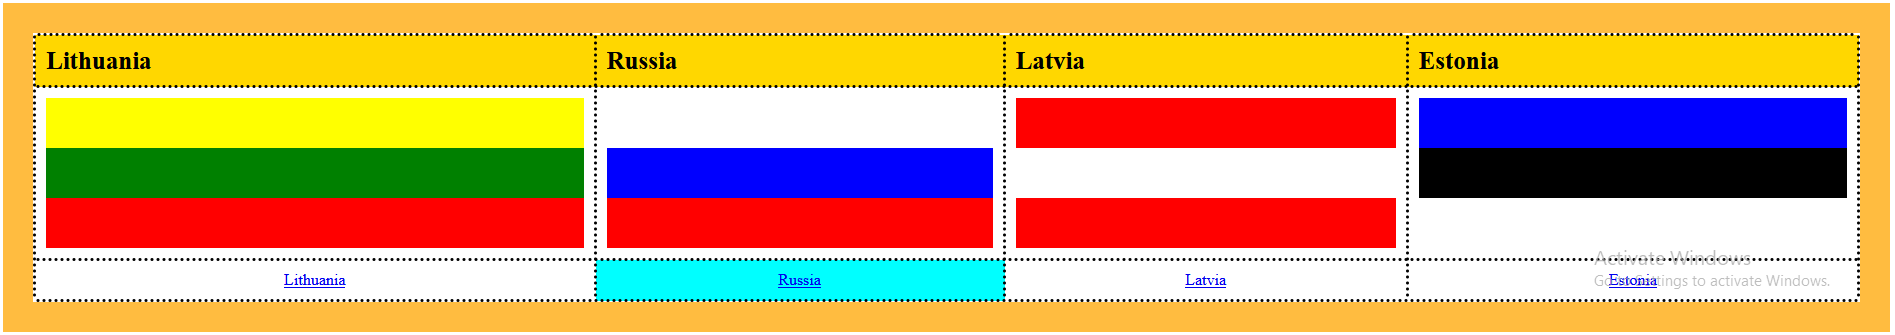 Lithuania
Russia
Latvia
Estonia
Lithuania
Russia
Latvia
Estonia
Activate Windows
Go to Settings to activate Windows.